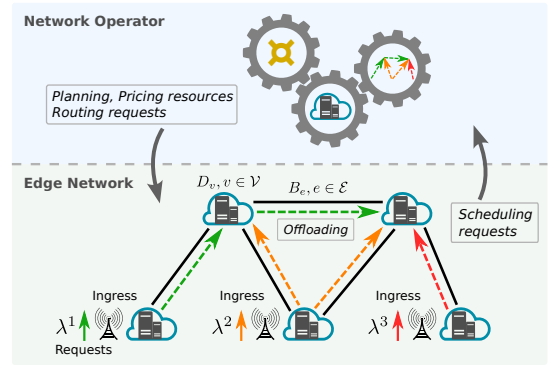 Network Operator
Planning, Pricing resources
Routing requests
Edge Network
D_v, v ∈ 𝒱
B_e, e ∈ ℰ
Offloading
Scheduling
requests
Ingress
Ingress
Ingress
λ¹
λ²
λ³
Requests